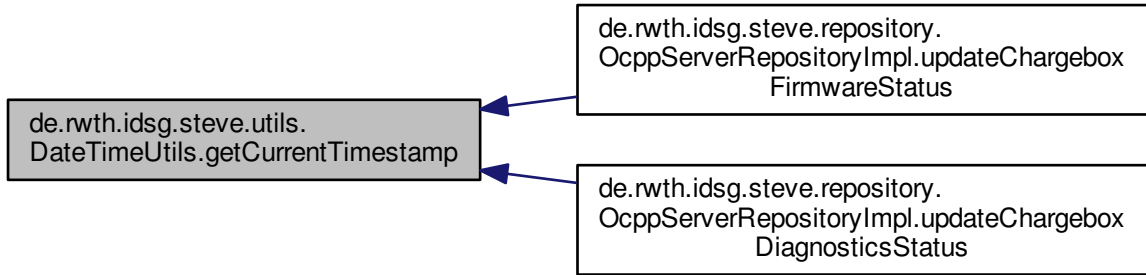 de.rwth.idsg.steve.utils.
DateTimeUtils.getCurrentTimestamp
de.rwth.idsg.steve.repository.
OcppServerRepositoryImpl.updateChargebox
FirmwareStatus
de.rwth.idsg.steve.repository.
OcppServerRepositoryImpl.updateChargebox
DiagnosticsStatus